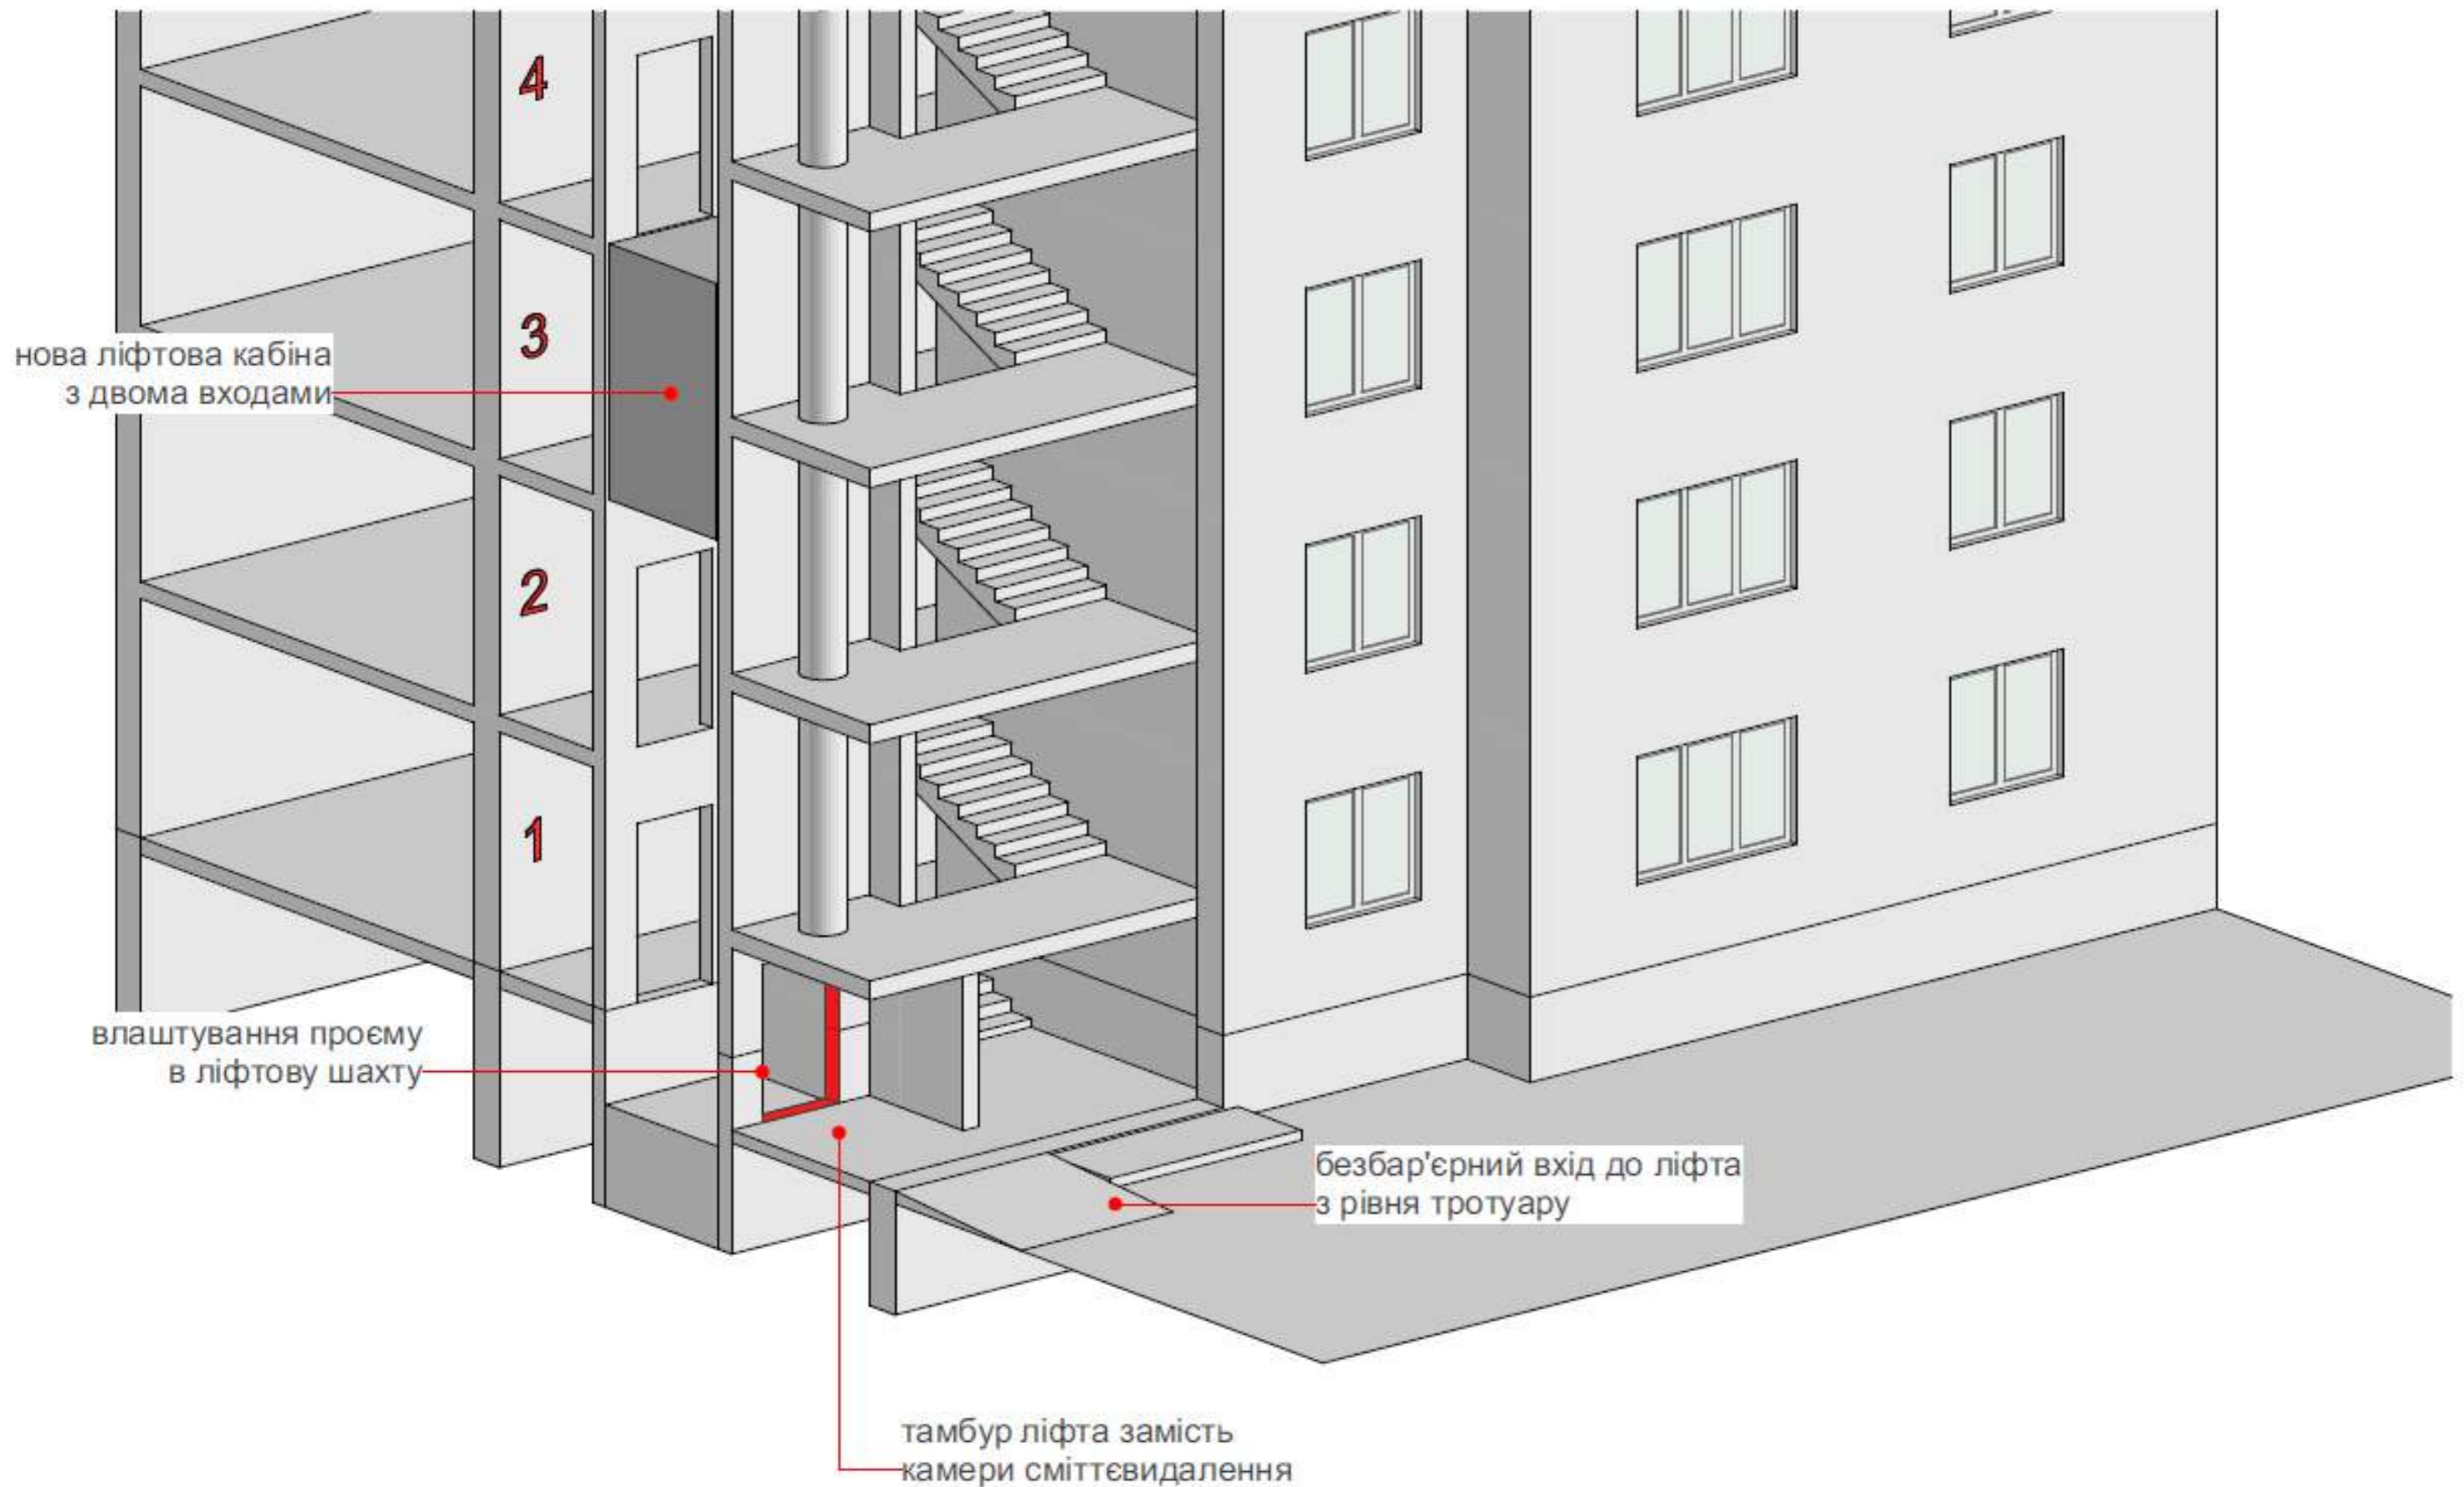 4
3
нова ліфтова кабіна
з двома входами
2
1
влаштування проєму
в ліфтову шахту
безбар'єрний вхід до ліфта
з рівня тротуару
тамбур ліфта замість
камери сміттєвидалення